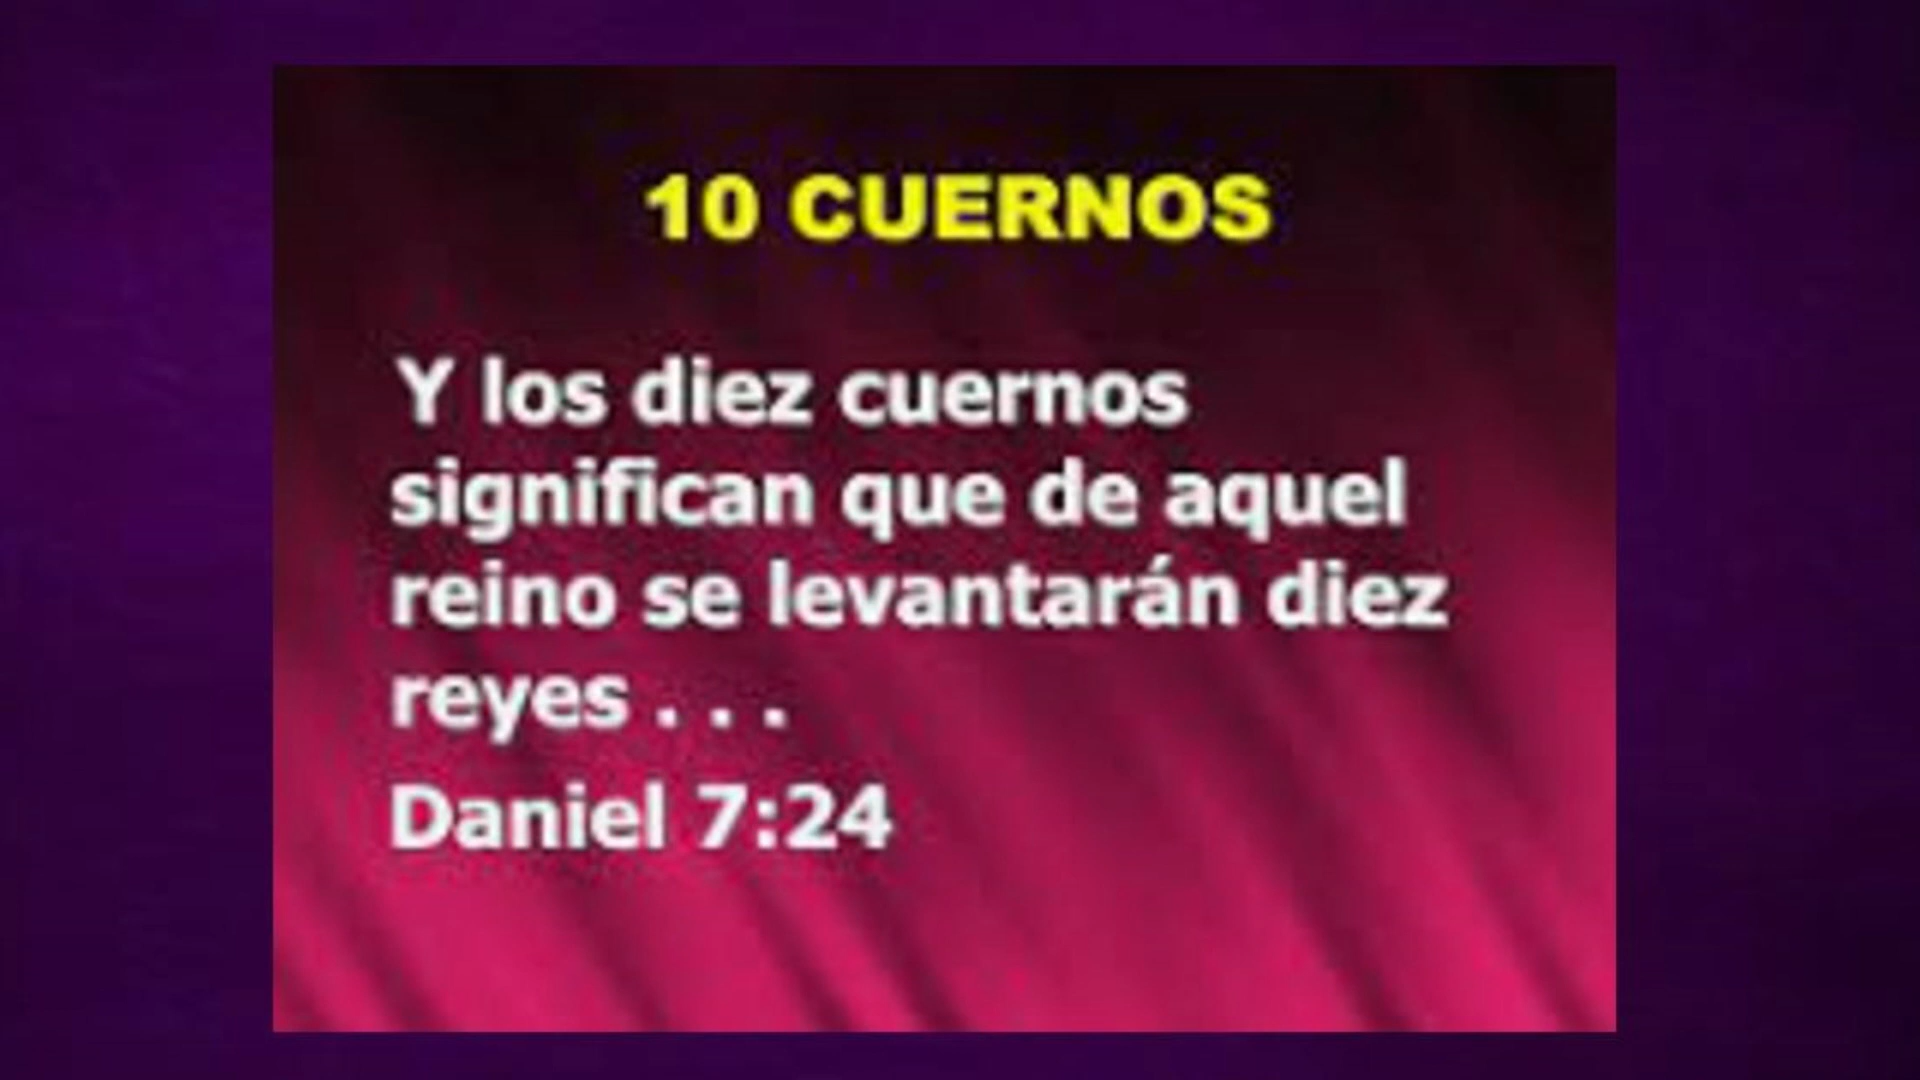 10 CUERNOS
Y los diez cuernos
significan que de aquel
reino se levantarán diez
reyes . . .
Daniel 7:24